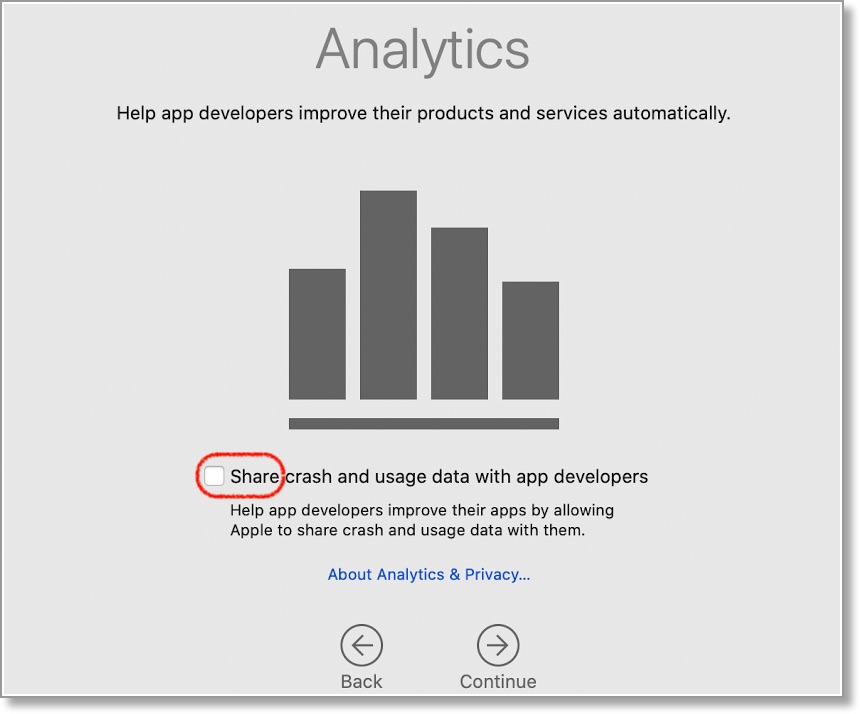 Analytics
Help app developers improve their products and services automatically.
Share crash and usage data with app developers
Help app developers improve their apps by allowing
Apple to share crash and usage data with them.
About Analytics & Privacy...
Back
Continue